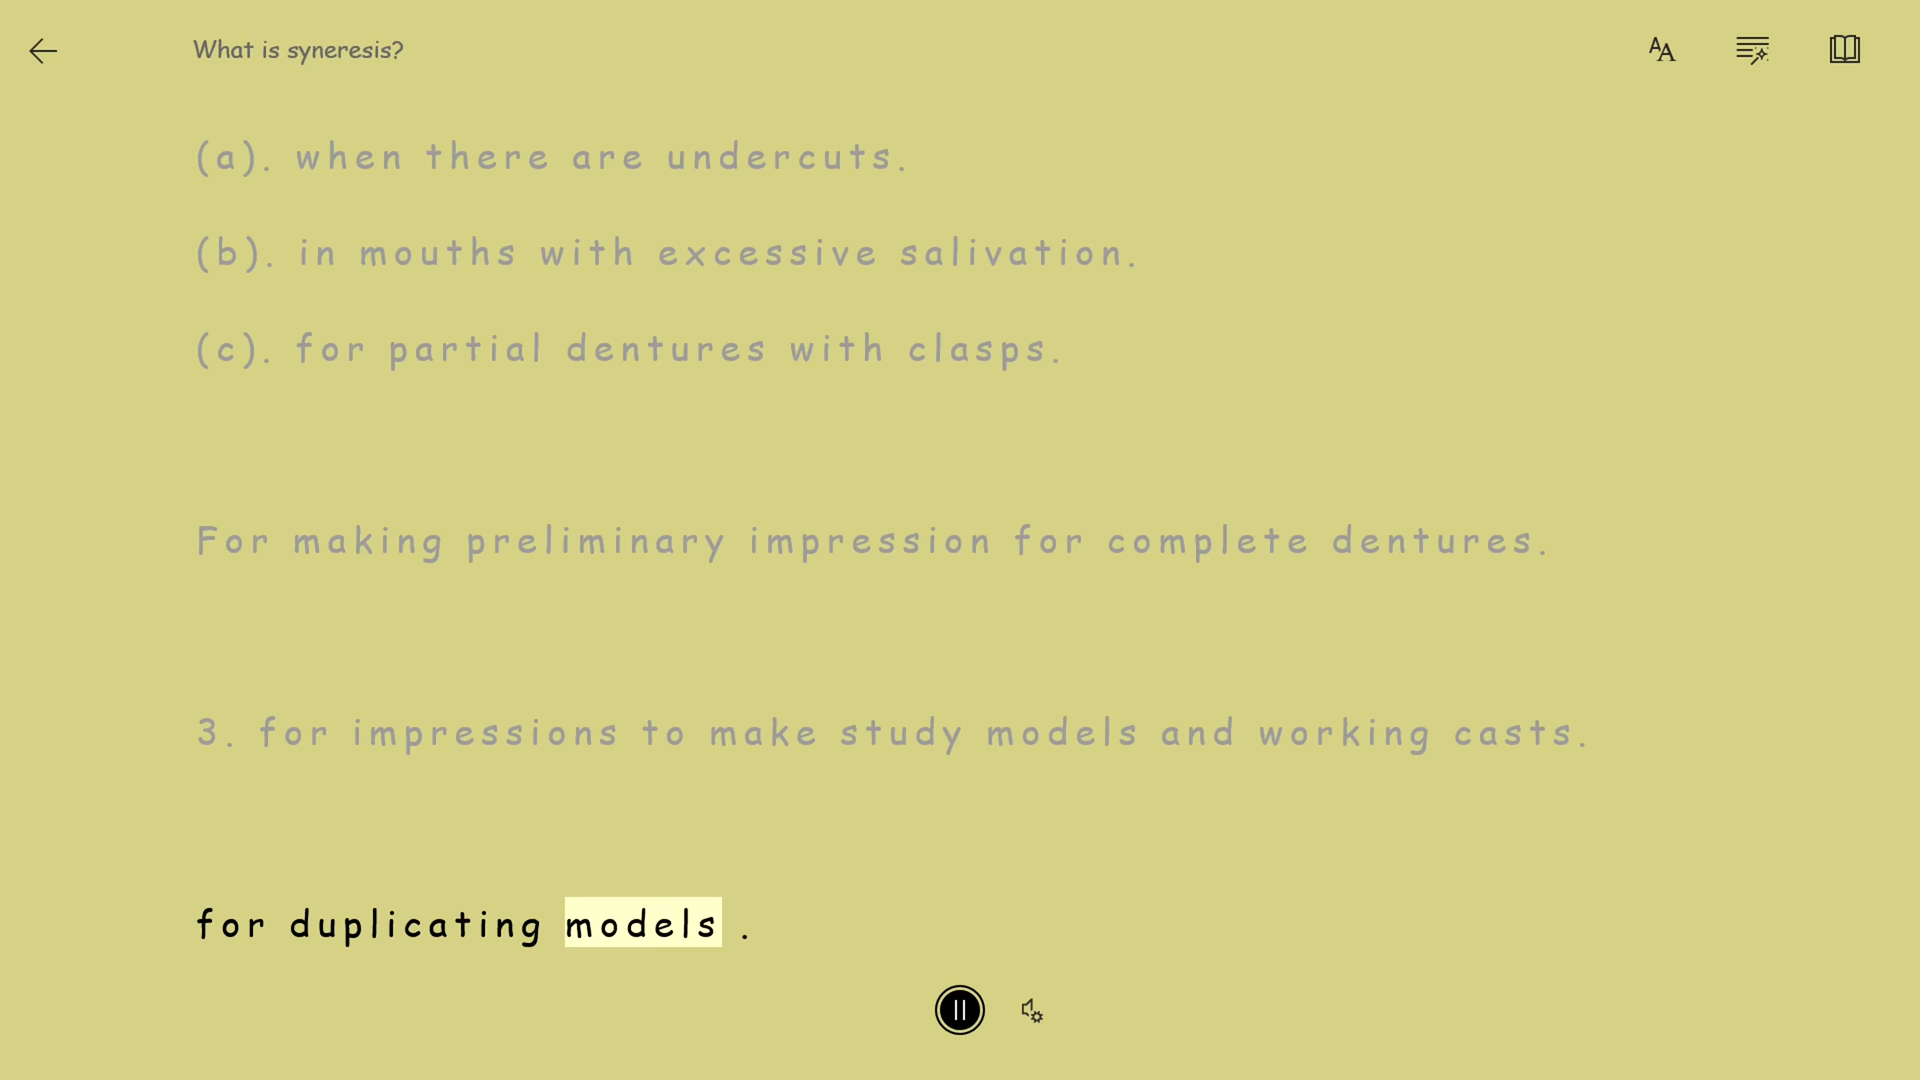 What is syneresis?
(a). when there are undercuts.
(b). in mouths with excessive salivation.
(c). for partial dentures with clasps.
For making preliminary impression for complete dentures.
3. for impressions to make study models and working casts.
for duplicating models .